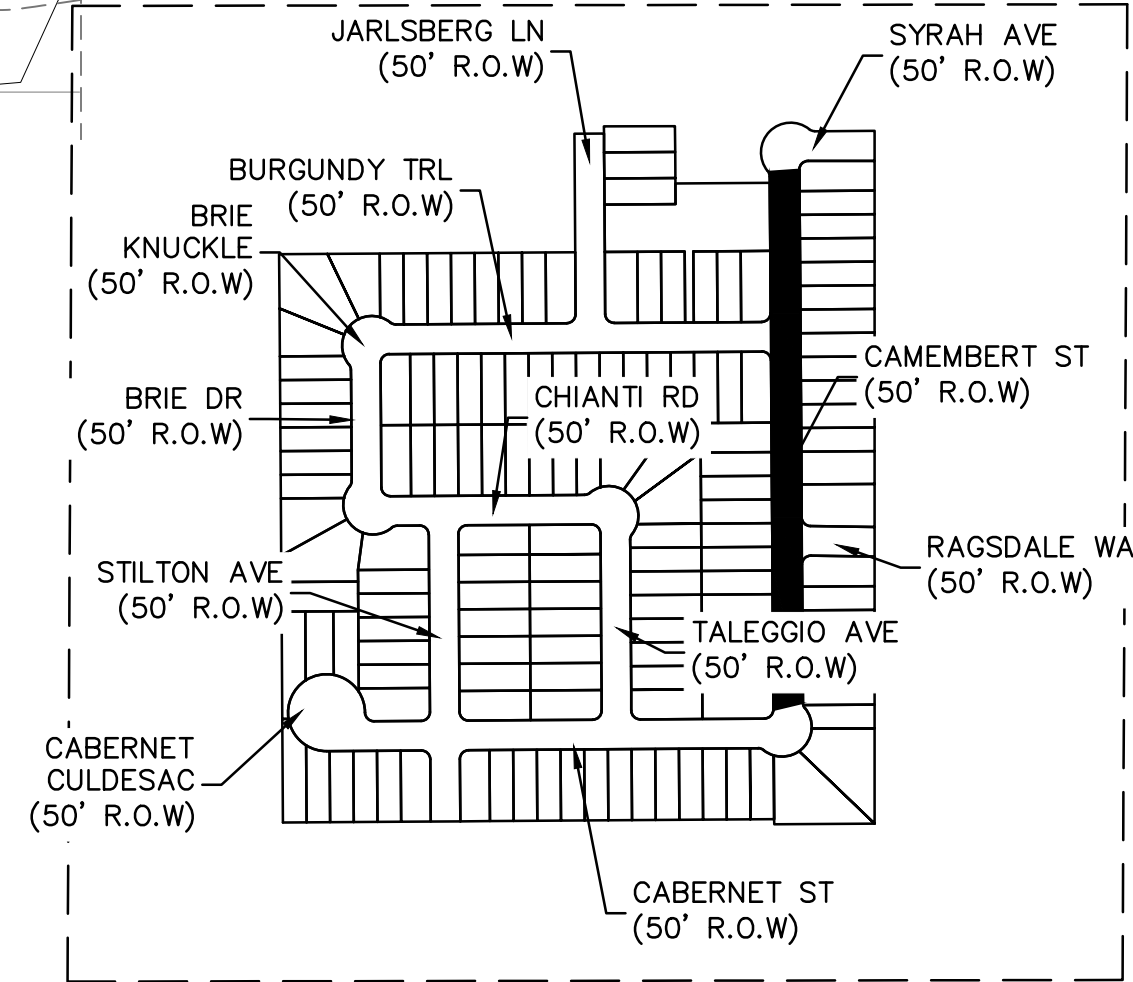 JARLSBERG LN
(50' R.O.W)
SYRAH AVE
(50' R.O.W)
BURGUNDY TRL
(50' R.O.W)
BRIE
KNUCKLE
(50' R.O.W)
CAMEMBERT ST
(50' R.O.W)
BRIE DR
(50' R.O.W)
CHIANTI RD
(50' R.O.W)
RAGSDALE WA
(50' R.O.W)
STILTON AVE
(50' R.O.W)
TALEGGIO AVE
(50' R.O.W)
CABERNET
CULDESAC
(50' R.O.W)
CABERNET ST
(50' R.O.W)